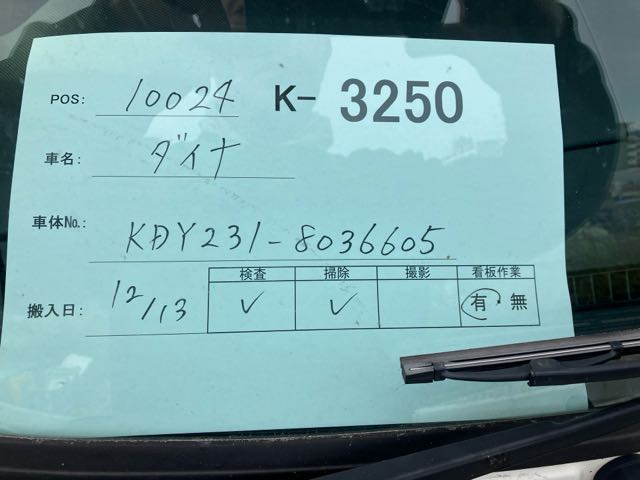 POS: 10024 K-3250
車名: ダイナ
車体No.: KDY231-8036605
検査 掃除 撮影 看板作業
搬入日: 12/13 ✓ ✓ 有・無